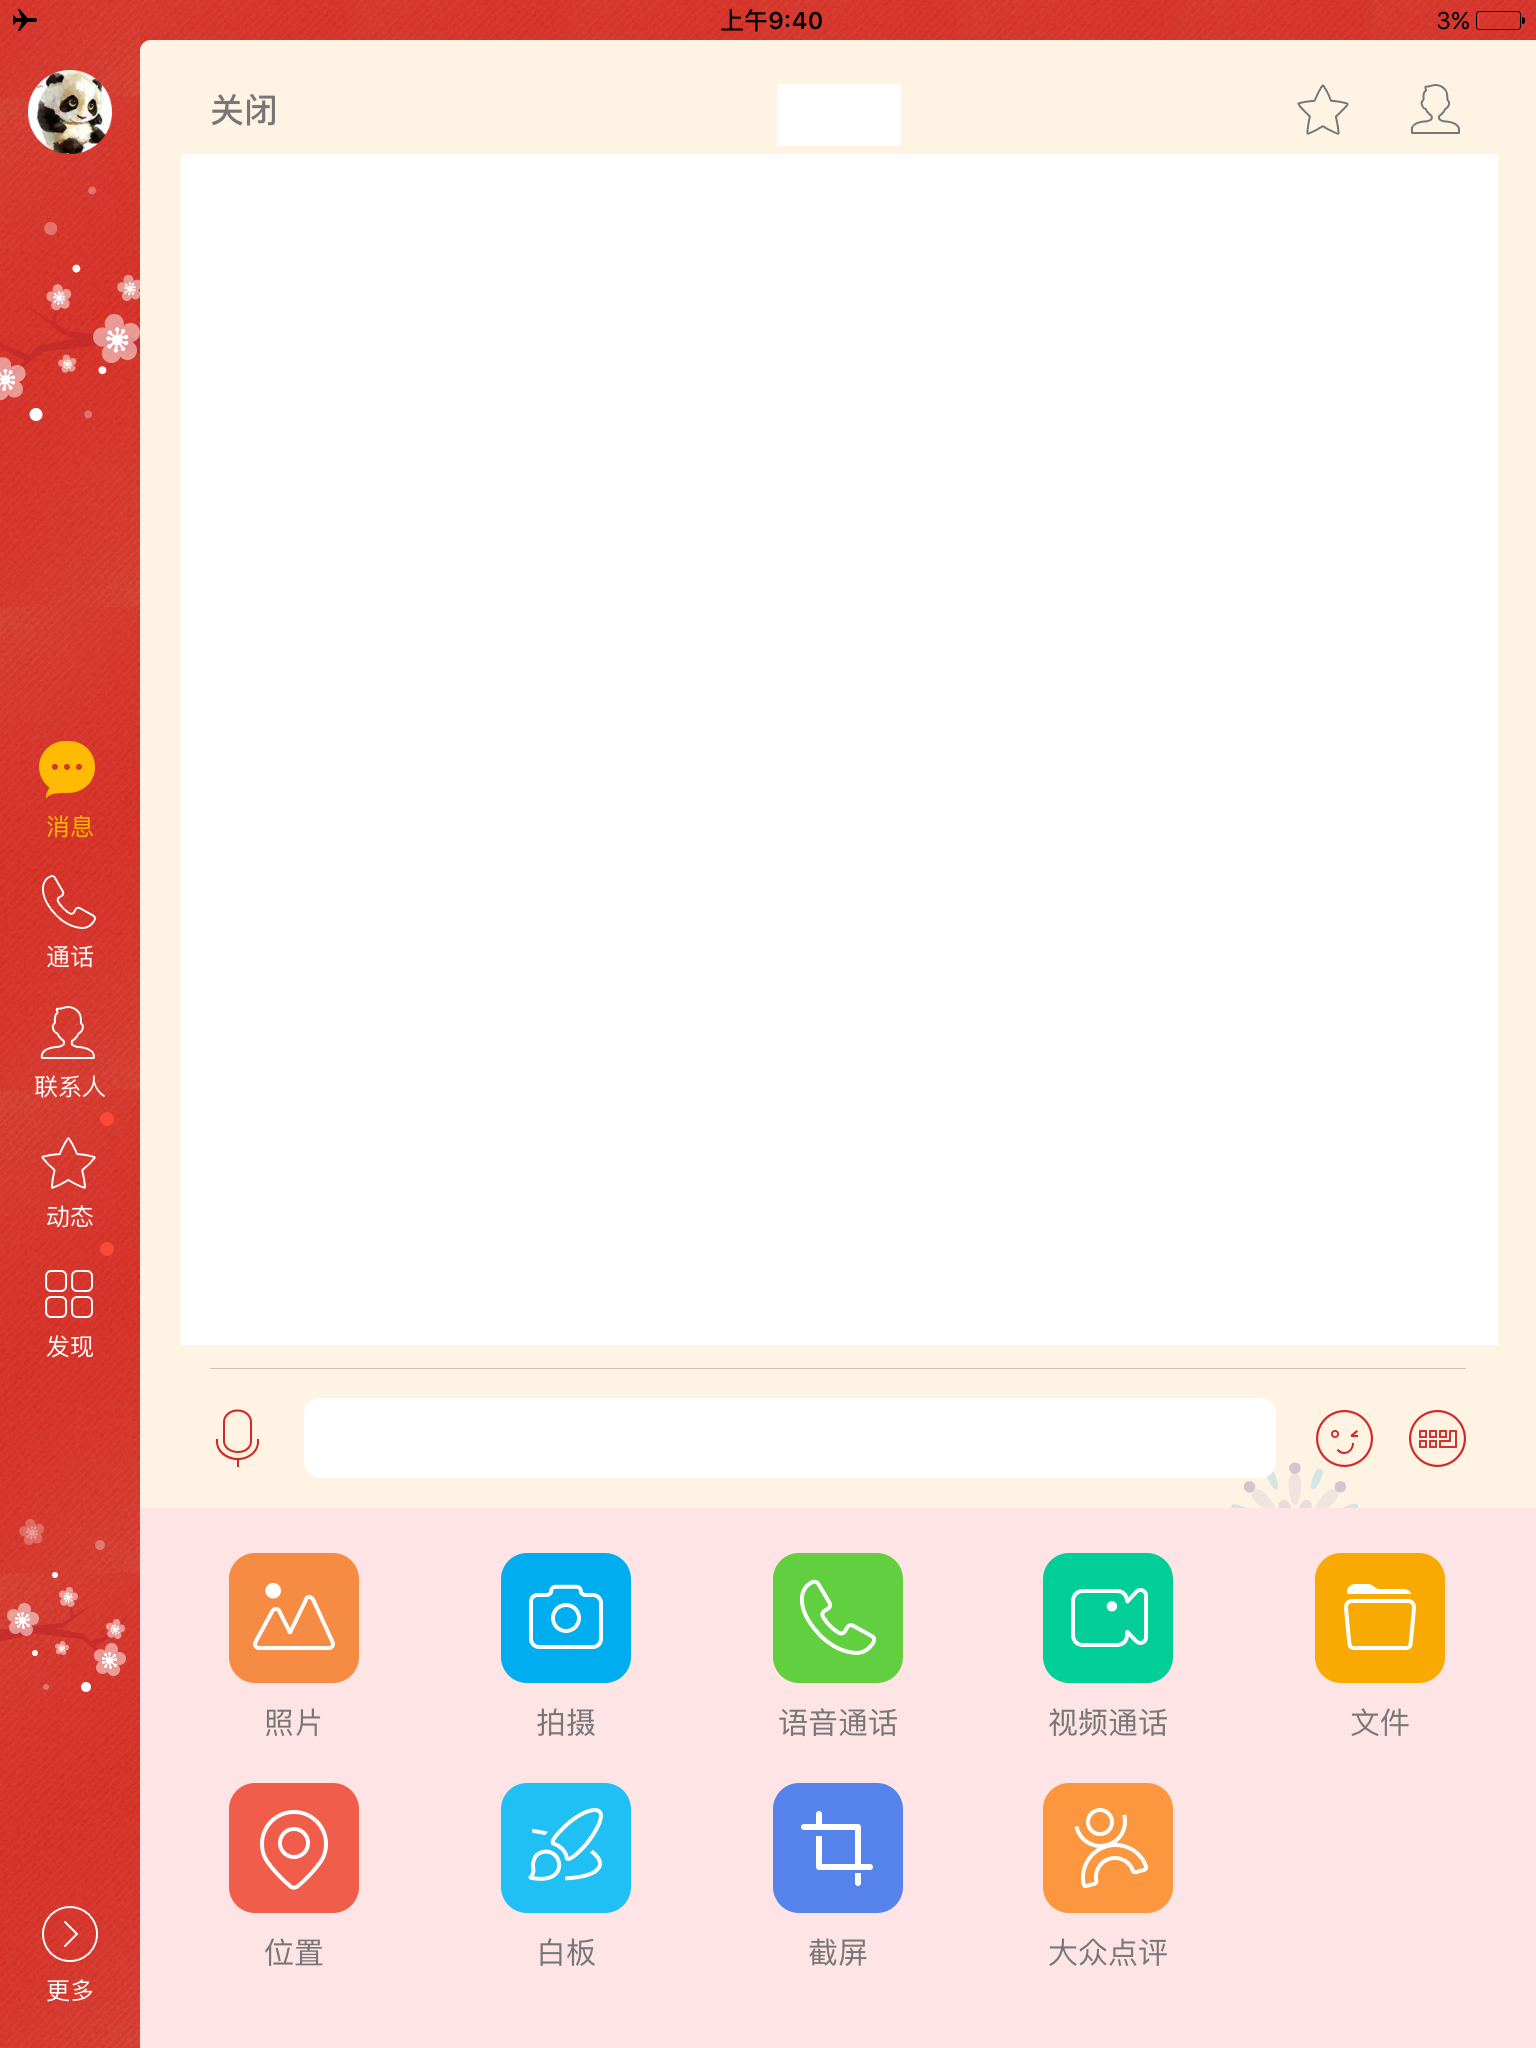 上午9:40
3%
关闭
消息
通话
联系人
动态
发现
更多
照片
拍摄
语音通话
视频通话
文件
位置
白板
截屏
大众点评